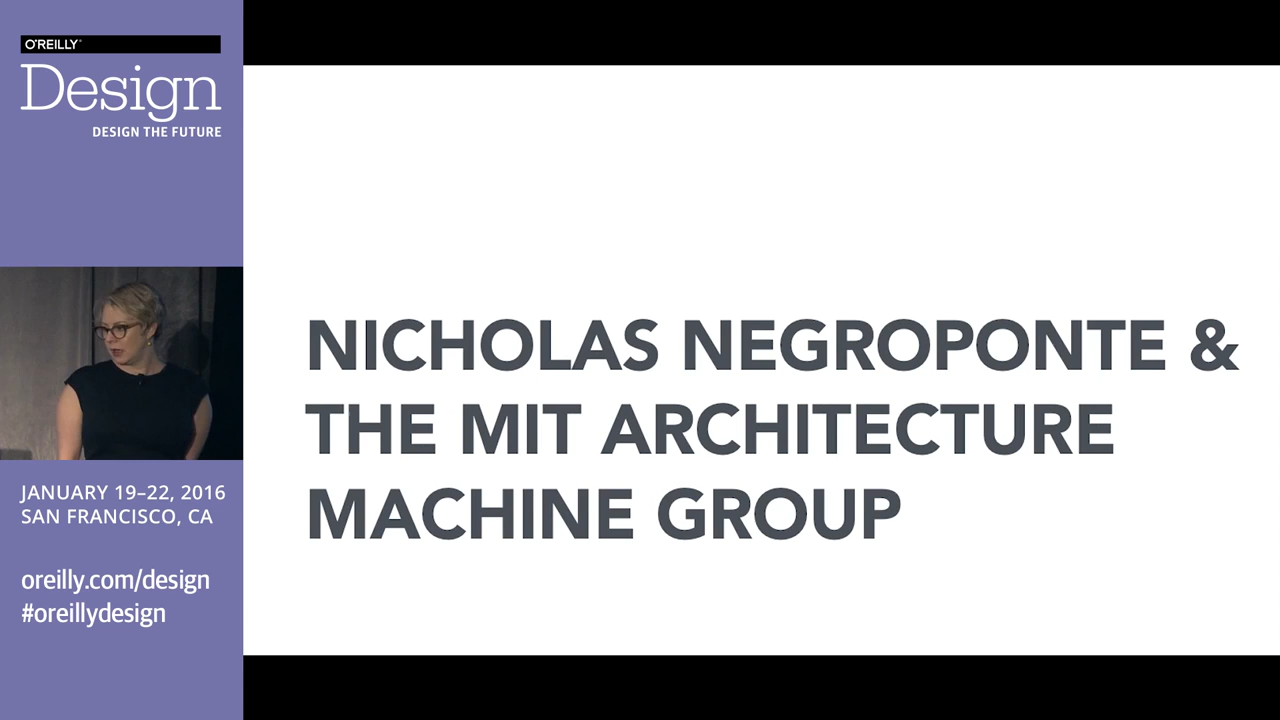 O'REILLY®
Design
DESIGN THE FUTURE
JANUARY 19–22, 2016
SAN FRANCISCO, CA
oreilly.com/design
#oreillydesign
NICHOLAS NEGROPONTE &
THE MIT ARCHITECTURE
MACHINE GROUP